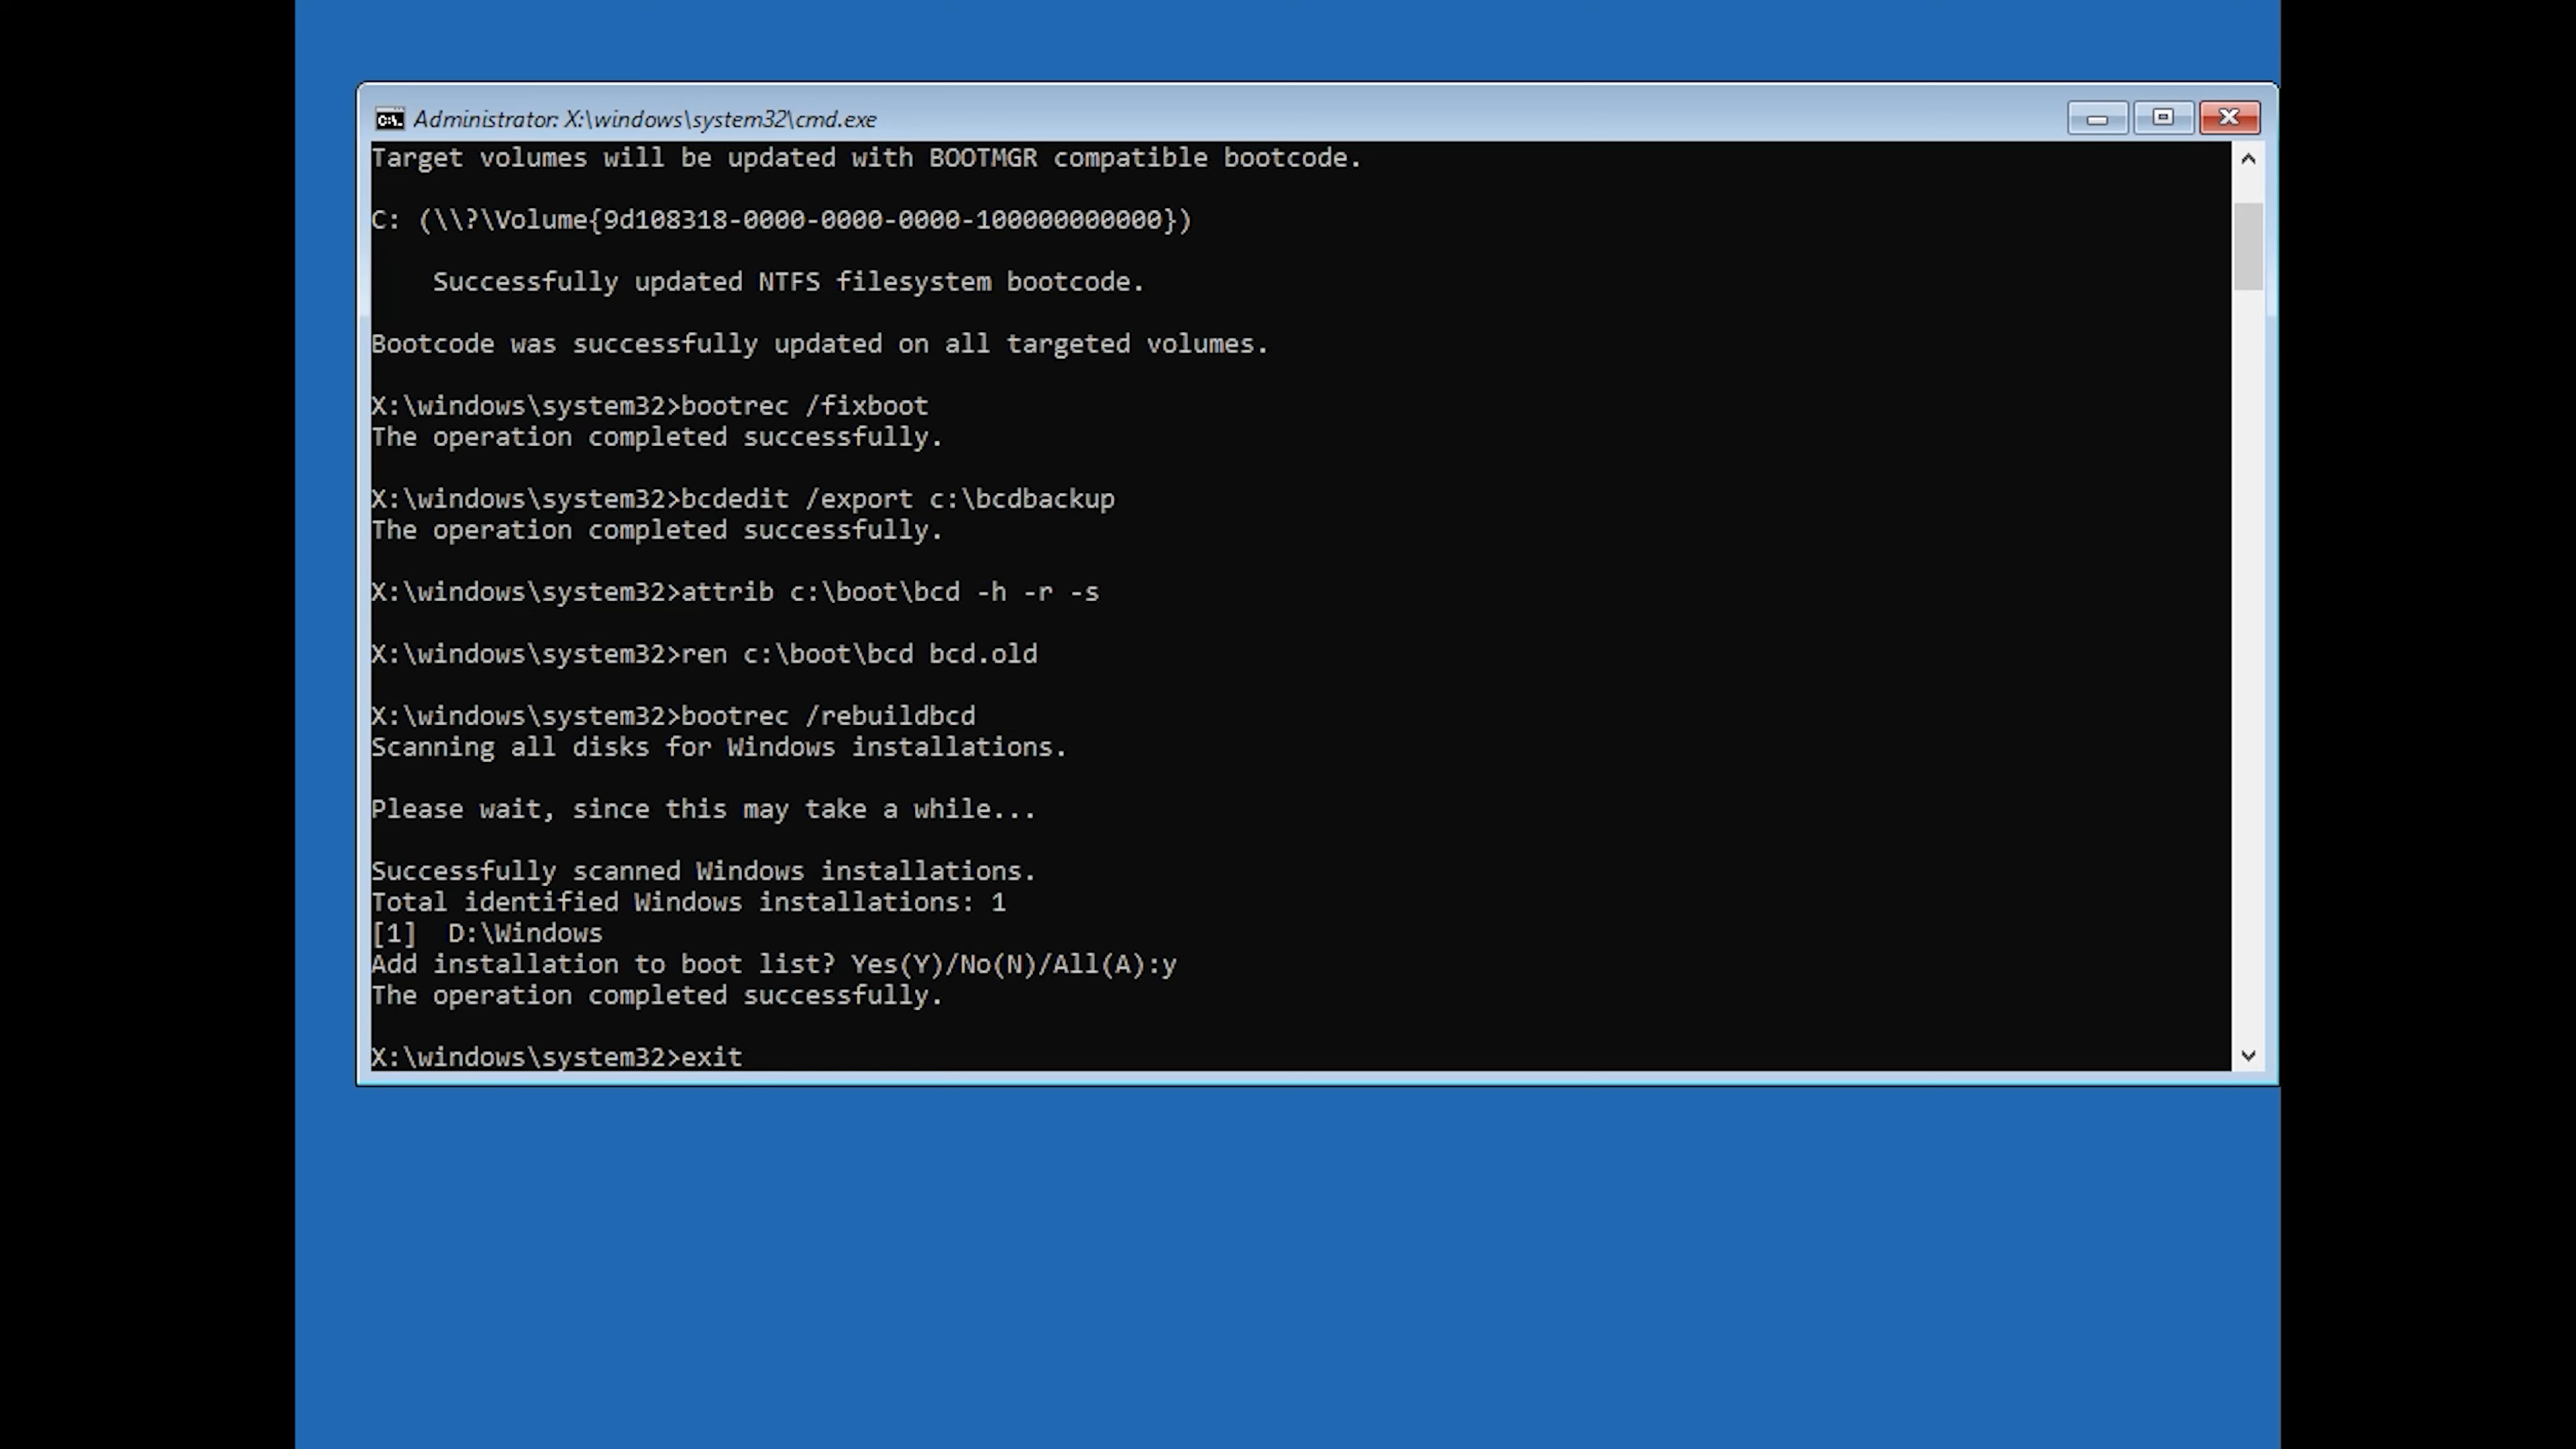 Administrator: X:\windows\system32\cmd.exe
Target volumes will be updated with BOOTMGR compatible bootcode.
C: (\\?\Volume{9d108318-0000-0000-0000-100000000000})
Successfully updated NTFS filesystem bootcode.
Bootcode was successfully updated on all targeted volumes.
X:\windows\system32>bootrec /fixboot
The operation completed successfully.
X:\windows\system32>bcdedit /export c:\bcdbackup
The operation completed successfully.
X:\windows\system32>attrib c:\boot\bcd -h -r -s
X:\windows\system32>ren c:\boot\bcd bcd.old
X:\windows\system32>bootrec /rebuildbcd
Scanning all disks for Windows installations.
Please wait, since this may take a while...
Successfully scanned Windows installations.
Total identified Windows installations: 1
[1]  D:\Windows
Add installation to boot list? Yes(Y)/No(N)/All(A):y
The operation completed successfully.
X:\windows\system32>exit